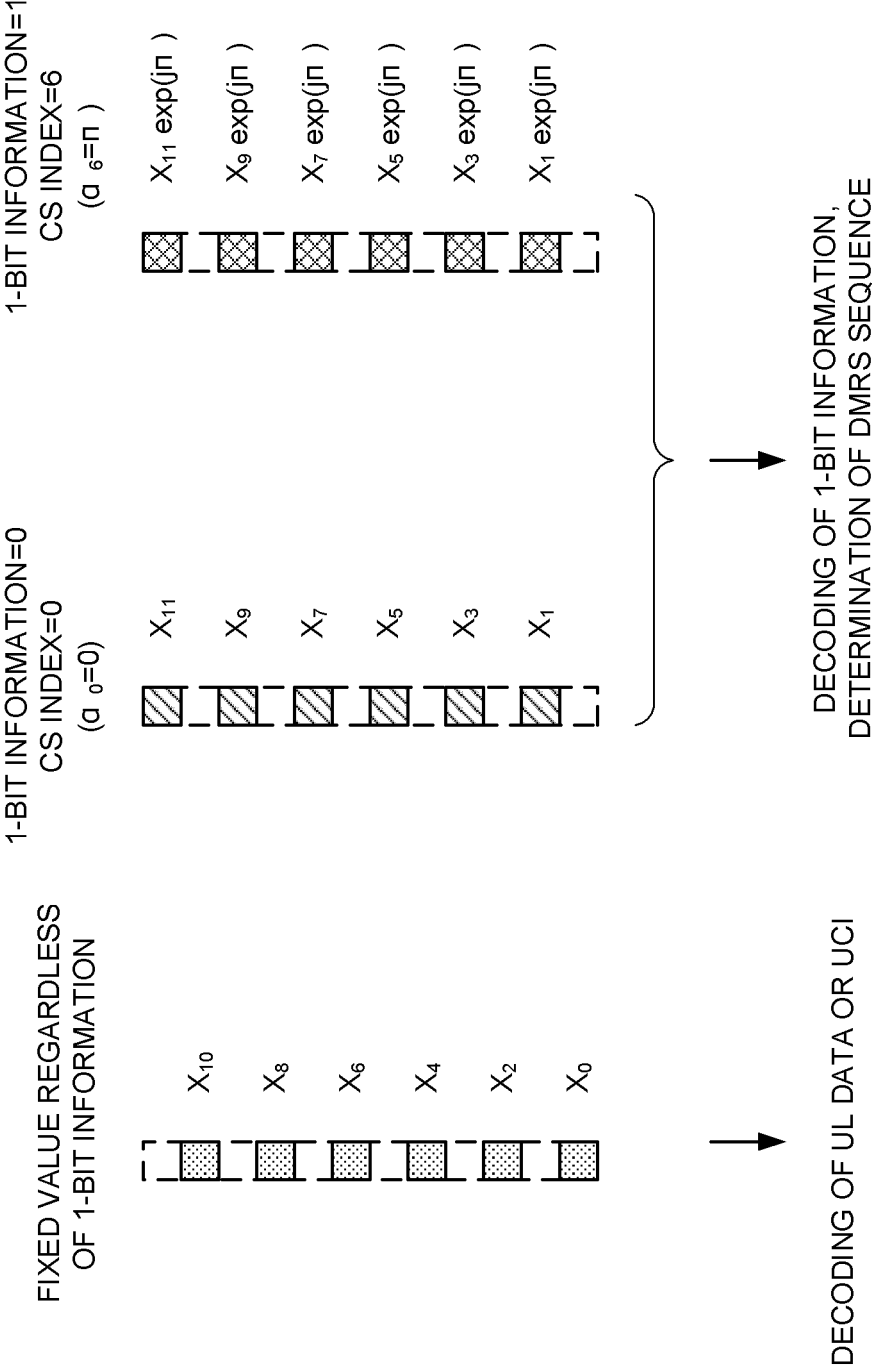 FIXED VALUE REGARDLESS
OF 1-BIT INFORMATION
X10
X8
X6
X4
X2
X0
DECODING OF UL DATA OR UCI
1-BIT INFORMATION=0
CS INDEX=0
(α 0=0)
X11
X9
X7
X5
X3
X1
1-BIT INFORMATION=1
CS INDEX=6
(α 6=π )
X11 exp(jπ )
X9 exp(jπ )
X7 exp(jπ )
X5 exp(jπ )
X3 exp(jπ )
X1 exp(jπ )
DECODING OF 1-BIT INFORMATION,
DETERMINATION OF DMRS SEQUENCE